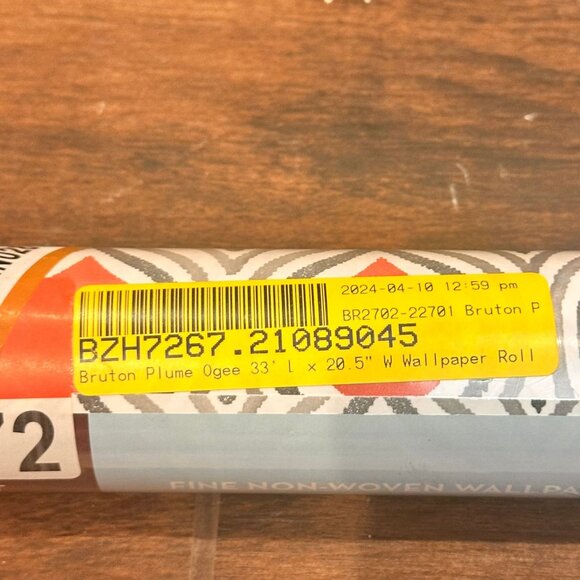 2024-04-10 12:59 pm
BR2702-22701 Bruton P
BZH7267.21089045
Bruton Plume Ogee 33' L × 20.5" W Wallpaper Roll
72
FINE NON-WOVEN WALLPA